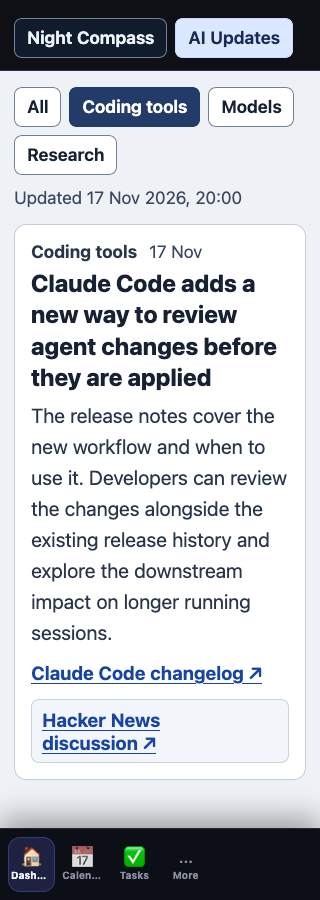 Night Compass AI Updates
All Coding tools Models
Research
Updated 17 Nov 2026, 20:00
Coding tools 17 Nov
Claude Code adds a
new way to review
agent changes before
they are applied
The release notes cover the
new workflow and when to
use it. Developers can review
the changes alongside the
existing release history and
explore the downstream
impact on longer running
sessions.
Claude Code changelog ↗
Hacker News
discussion ↗
17
Dash... Calen... Tasks More